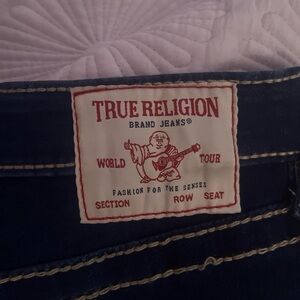 TRUE RELIGION
BRAND JEANS®
WORLD TOUR
FASHION FOR THE SENSES
SECTION ROW SEAT